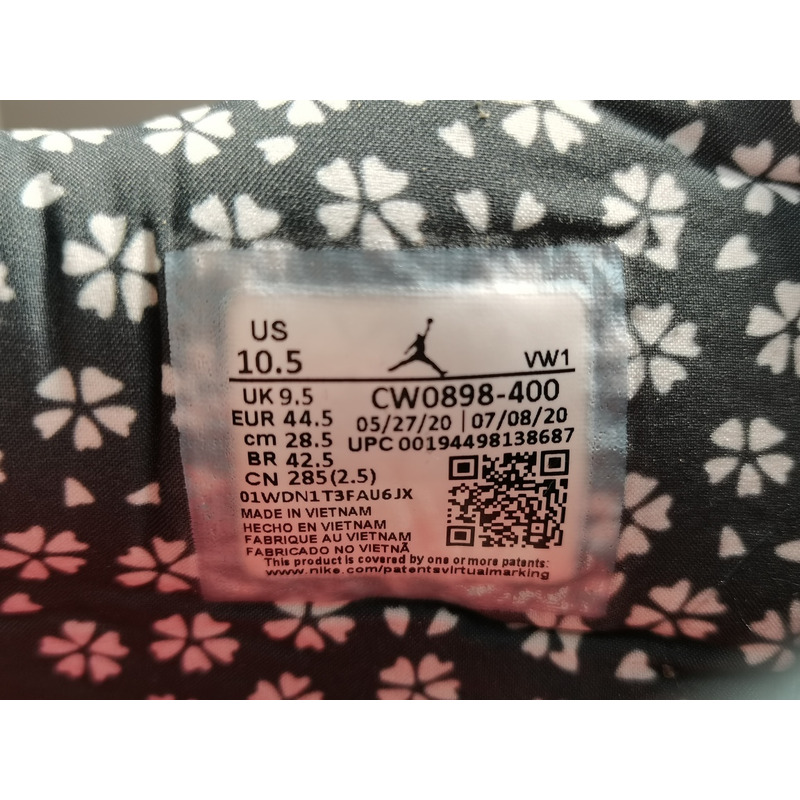 US
10.5 VW1
UK 9.5 CW0898-400
EUR 44.5 05/27/20 | 07/08/20
cm 28.5 UPC 00194498138687
BR 42.5
CN 285(2.5)
01WDN1T3FAU6JX
MADE IN VIETNAM
HECHO EN VIETNAM
FABRIQUE AU VIETNAM
FABRICADO NO VIETNÃ
This product is covered by one or more patents:
www.nike.com/patentsvirtualmarking